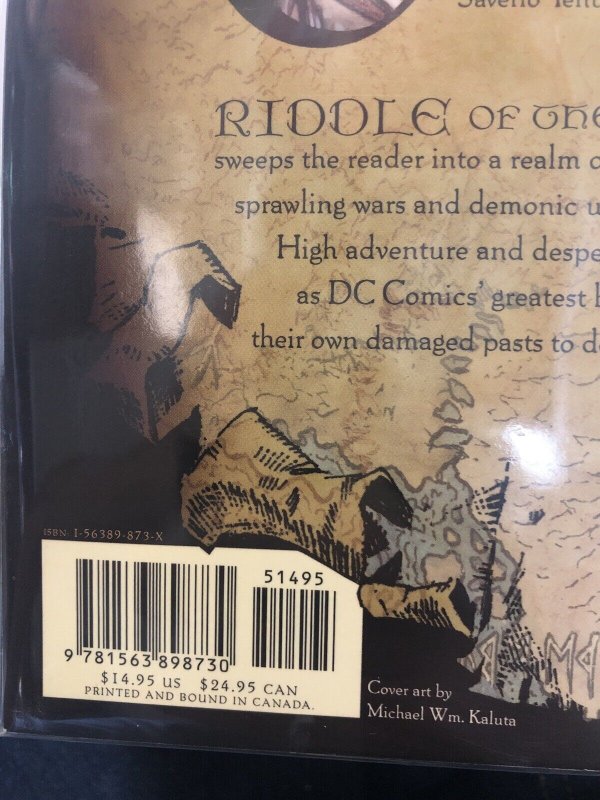 Saverio
RIDDLE OF THE
sweeps the reader into a realm
sprawling wars and demonic
High adventure and despe
as DC Comics' greatest
their own damaged pasts to d
ISBN: 1-56389-873-X
51495
9 781563 898730
$14.95 US $24.95 CAN
PRINTED AND BOUND IN CANADA.
Cover art by
Michael Wm. Kaluta